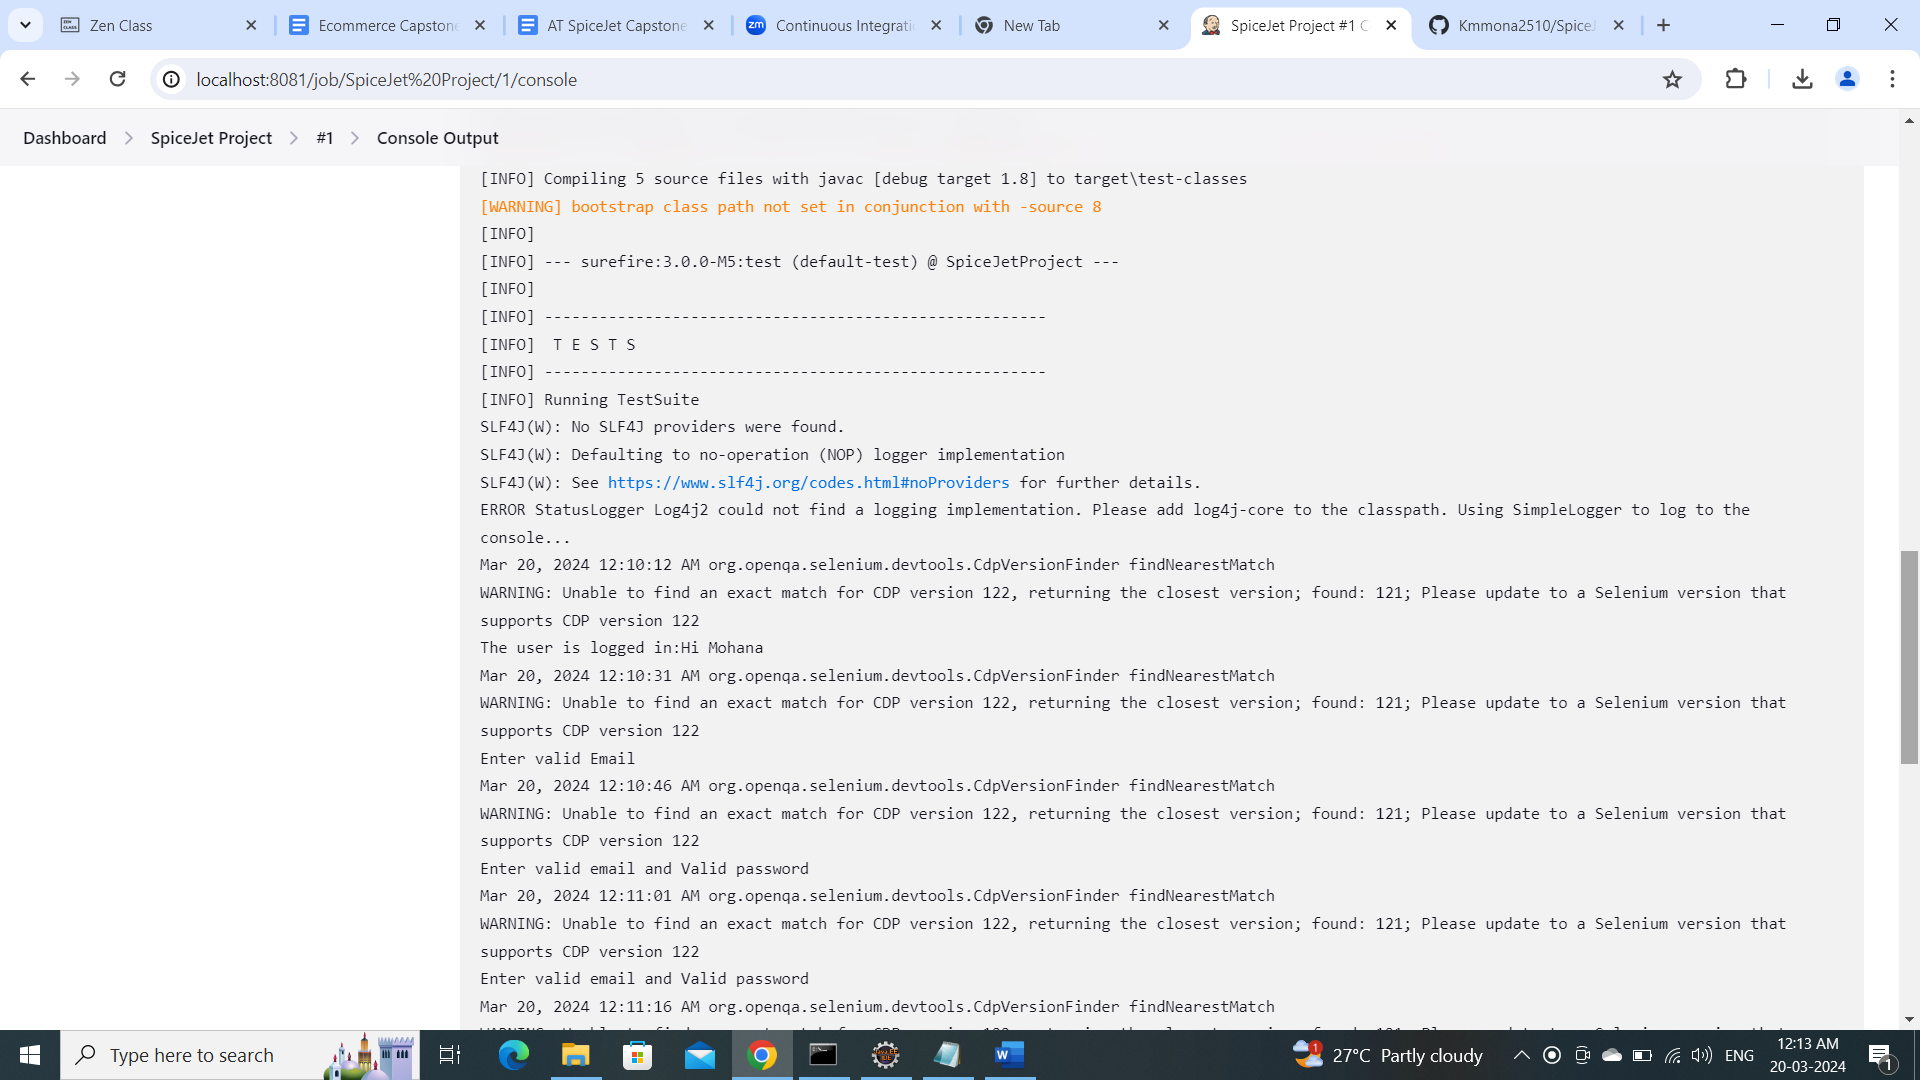 Zen Class
Ecommerce Capstone
AT SpiceJet Capstone
zm Continuous Integrati
New Tab
SpiceJet Project #1 C
Kmmona2510/SpiceJ
localhost:8081/job/SpiceJet%20Project/1/console
Dashboard > SpiceJet Project > #1 > Console Output
[INFO] Compiling 5 source files with javac [debug target 1.8] to target\test-classes
[WARNING] bootstrap class path not set in conjunction with -source 8
[INFO]
[INFO] --- surefire:3.0.0-M5:test (default-test) @ SpiceJetProject ---
[INFO]
[INFO] -------------------------------------------------------
[INFO]  T E S T S
[INFO] -------------------------------------------------------
[INFO] Running TestSuite
SLF4J(W): No SLF4J providers were found.
SLF4J(W): Defaulting to no-operation (NOP) logger implementation
SLF4J(W): See https://www.slf4j.org/codes.html#noProviders for further details.
ERROR StatusLogger Log4j2 could not find a logging implementation. Please add log4j-core to the classpath. Using SimpleLogger to log to the
console...
Mar 20, 2024 12:10:12 AM org.openqa.selenium.devtools.CdpVersionFinder findNearestMatch
WARNING: Unable to find an exact match for CDP version 122, returning the closest version; found: 121; Please update to a Selenium version that
supports CDP version 122
The user is logged in:Hi Mohana
Mar 20, 2024 12:10:31 AM org.openqa.selenium.devtools.CdpVersionFinder findNearestMatch
WARNING: Unable to find an exact match for CDP version 122, returning the closest version; found: 121; Please update to a Selenium version that
supports CDP version 122
Enter valid Email
Mar 20, 2024 12:10:46 AM org.openqa.selenium.devtools.CdpVersionFinder findNearestMatch
WARNING: Unable to find an exact match for CDP version 122, returning the closest version; found: 121; Please update to a Selenium version that
supports CDP version 122
Enter valid email and Valid password
Mar 20, 2024 12:11:01 AM org.openqa.selenium.devtools.CdpVersionFinder findNearestMatch
WARNING: Unable to find an exact match for CDP version 122, returning the closest version; found: 121; Please update to a Selenium version that
supports CDP version 122
Enter valid email and Valid password
Mar 20, 2024 12:11:16 AM org.openqa.selenium.devtools.CdpVersionFinder findNearestMatch
Type here to search
27°C Partly cloudy
ENG
12:13 AM
20-03-2024
1